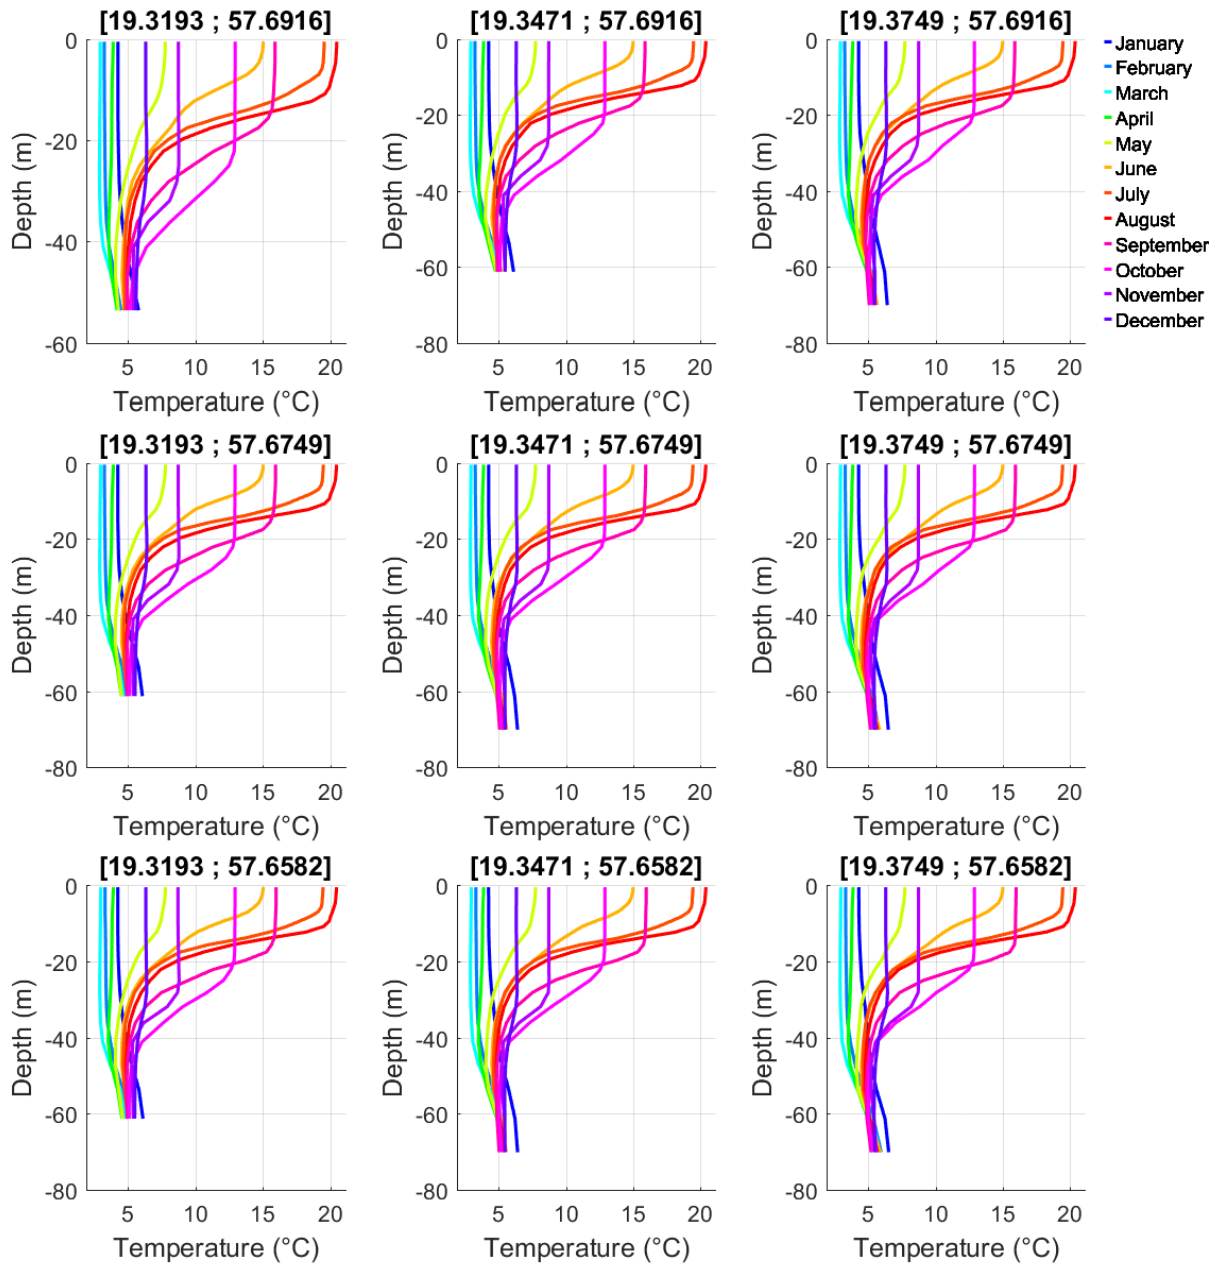 [19.3193 ; 57.6916]
[19.3471 ; 57.6916]
[19.3749 ; 57.6916]
January
February
March
April
May
June
July
August
September
October
November
December
0
-20
-40
-60
Depth (m)
5 10 15 20
Temperature (°C)
0
-20
-40
-60
-80
Depth (m)
5 10 15 20
Temperature (°C)
0
-20
-40
-60
-80
Depth (m)
5 10 15 20
Temperature (°C)
[19.3193 ; 57.6749]
[19.3471 ; 57.6749]
[19.3749 ; 57.6749]
0
-20
-40
-60
-80
Depth (m)
5 10 15 20
Temperature (°C)
0
-20
-40
-60
-80
Depth (m)
5 10 15 20
Temperature (°C)
0
-20
-40
-60
-80
Depth (m)
5 10 15 20
Temperature (°C)
[19.3193 ; 57.6582]
[19.3471 ; 57.6582]
[19.3749 ; 57.6582]
0
-20
-40
-60
-80
Depth (m)
5 10 15 20
Temperature (°C)
0
-20
-40
-60
-80
Depth (m)
5 10 15 20
Temperature (°C)
0
-20
-40
-60
-80
Depth (m)
5 10 15 20
Temperature (°C)